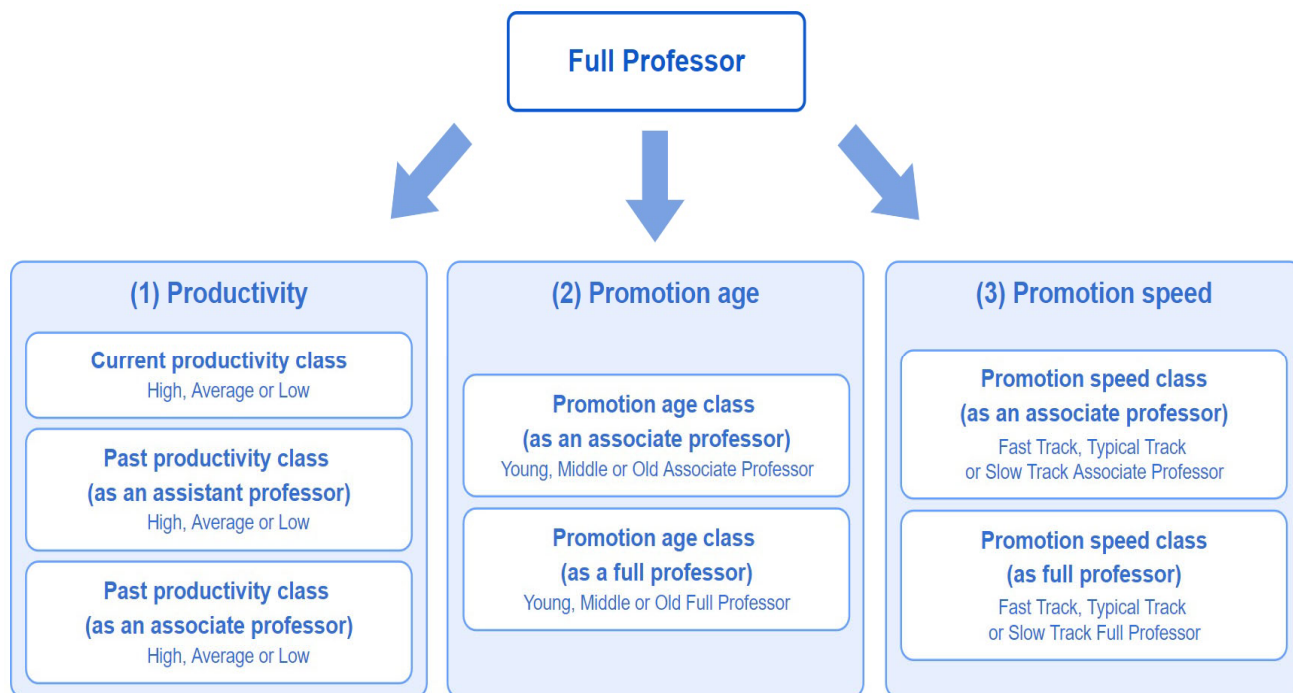 Full Professor
(1) Productivity
Current productivity class
High, Average or Low
Past productivity class
(as an assistant professor)
High, Average or Low
Past productivity class
(as an associate professor)
High, Average or Low
(2) Promotion age
Promotion age class
(as an associate professor)
Young, Middle or Old Associate Professor
Promotion age class
(as a full professor)
Young, Middle or Old Full Professor
(3) Promotion speed
Promotion speed class
(as an associate professor)
Fast Track, Typical Track
or Slow Track Associate Professor
Promotion speed class
(as full professor)
Fast Track, Typical Track
or Slow Track Full Professor